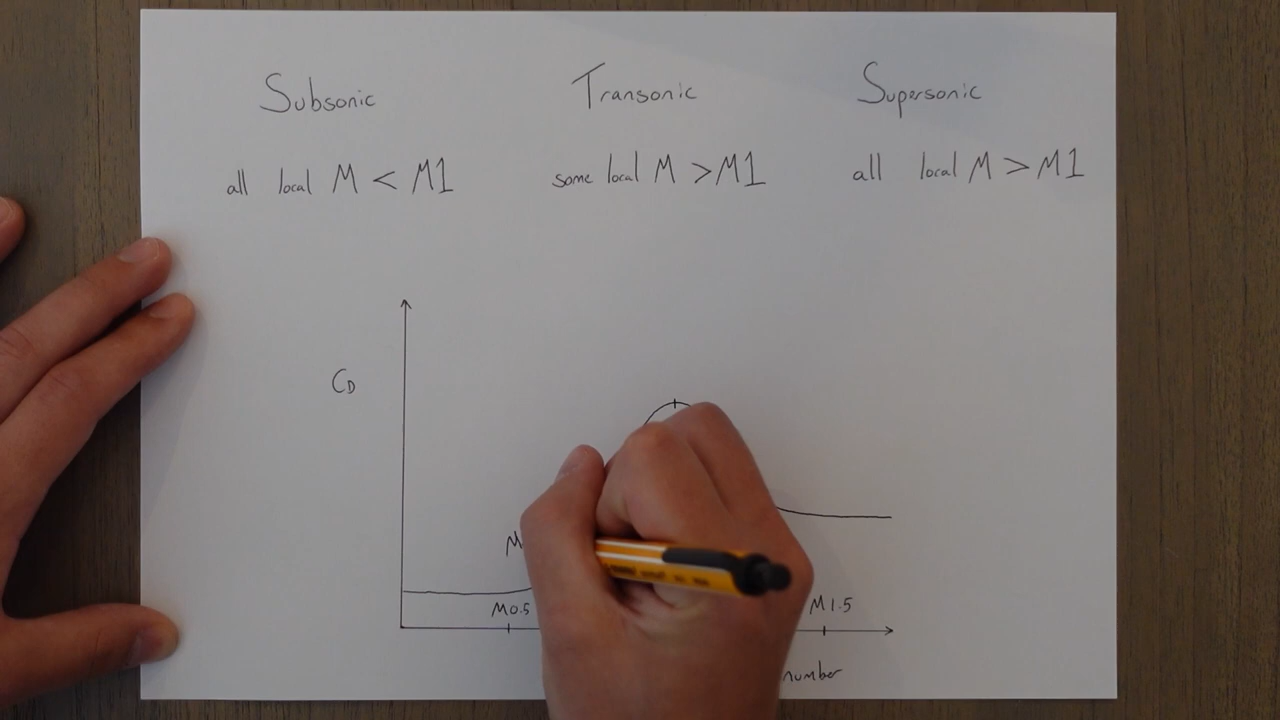 Subsonic Transonic Supersonic
all local M < M1 some local M > M1 all local M > M1
CD
M
M0.5 M1.5
number